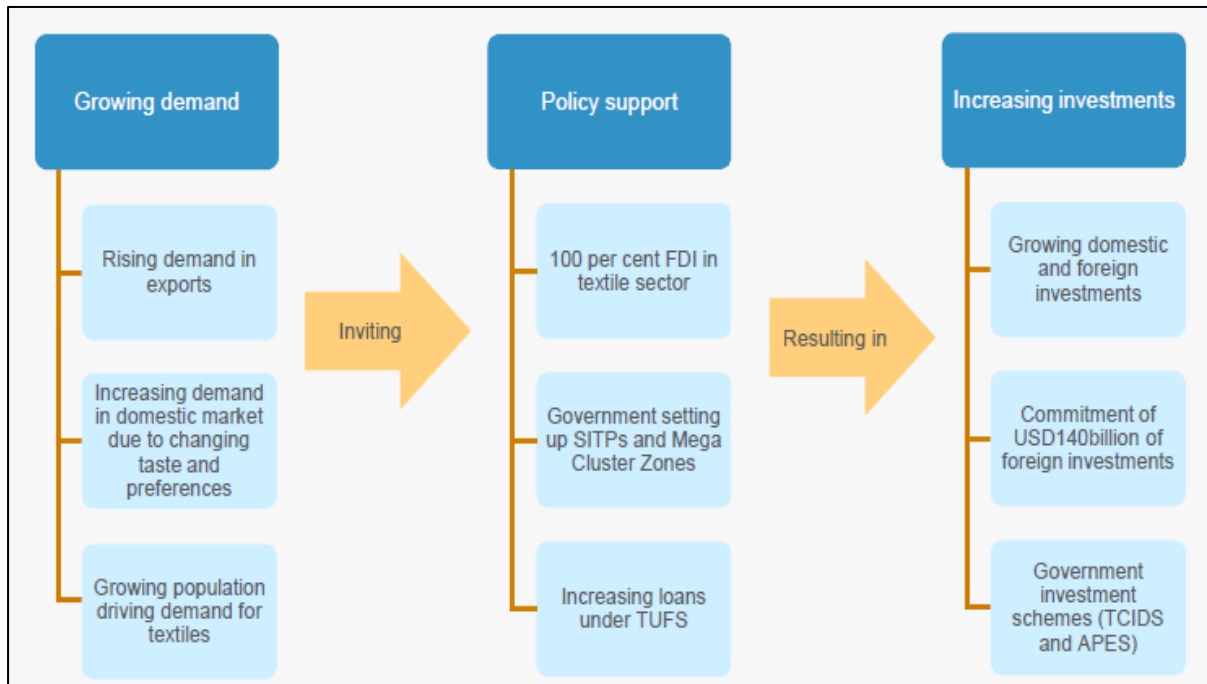 Growing demand
Rising demand in
exports
Increasing demand
in domestic market
due to changing
taste and
preferences
Growing population
driving demand for
textiles
Inviting
Policy support
100 per cent FDI in
textile sector
Government setting
up SITPs and Mega
Cluster Zones
Increasing loans
under TUFS
Resulting in
Increasing investments
Growing domestic
and foreign
investments
Commitment of
USD140billion of
foreign investments
Government
investment
schemes (TCIDS
and APES)